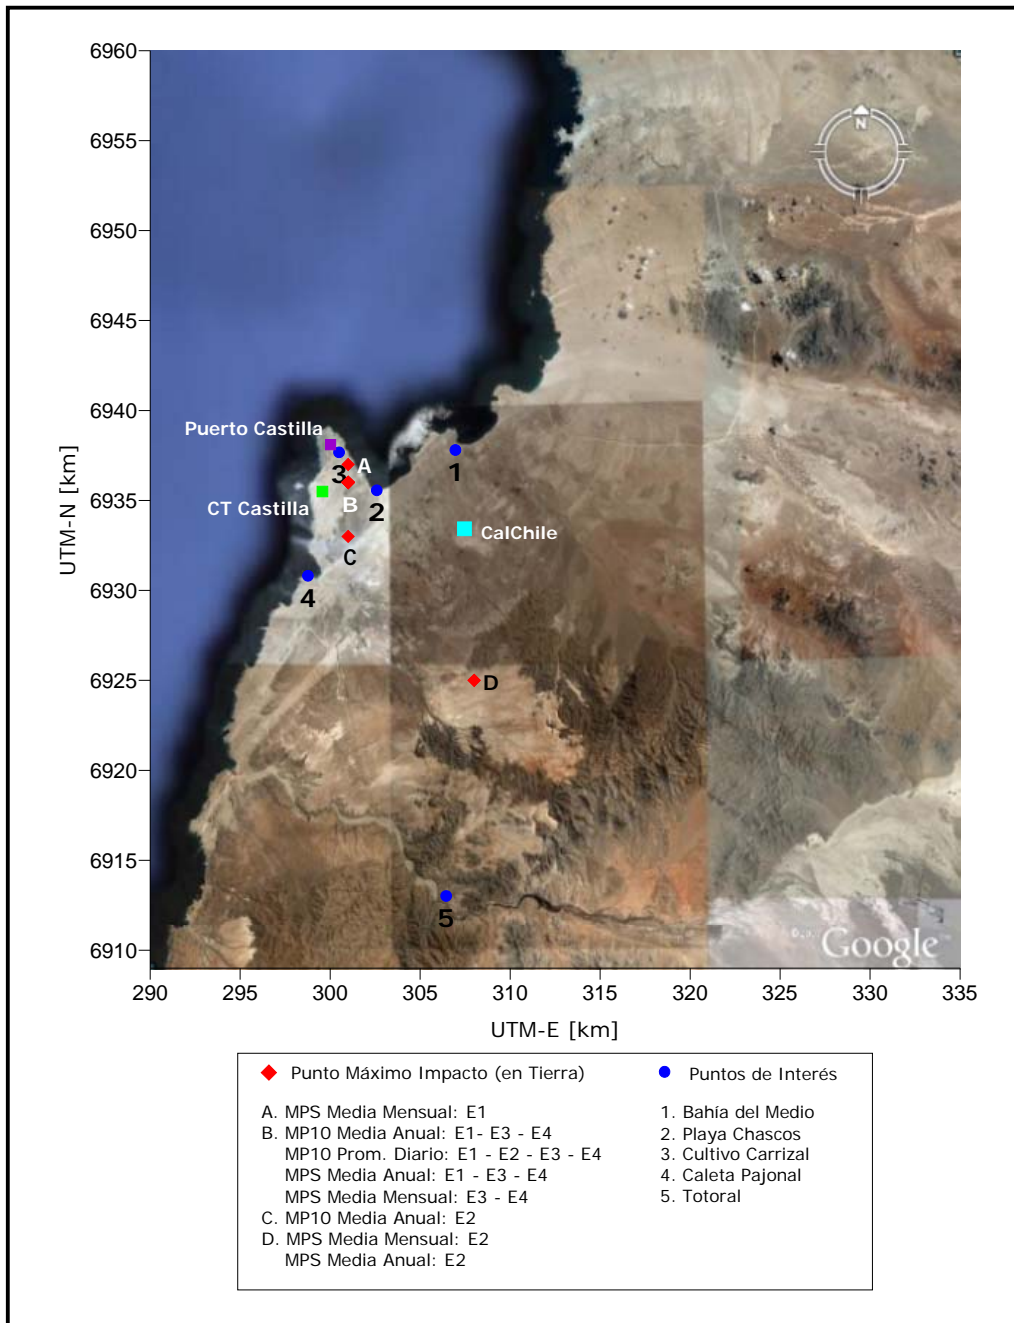 6960
6955
6950
6945
6940
6935
6930
6925
6920
6915
6910
UTM-N [km]
N
Puerto Castilla
A
3
1
B
2
CT Castilla
CalChile
C
4
D
5
Google
290
295
300
305
310
315
320
325
330
335
UTM-E [km]
Punto Máximo Impacto (en Tierra)
A. MPS Media Mensual: E1
B. MP10 Media Anual: E1- E3 - E4
MP10 Prom. Diario: E1 - E2 - E3 - E4
MPS Media Anual: E1 - E3 - E4
MPS Media Mensual: E3 - E4
C. MP10 Media Anual: E2
D. MPS Media Mensual: E2
MPS Media Anual: E2
Puntos de Interés
1. Bahía del Medio
2. Playa Chascos
3. Cultivo Carrizal
4. Caleta Pajonal
5. Totoral